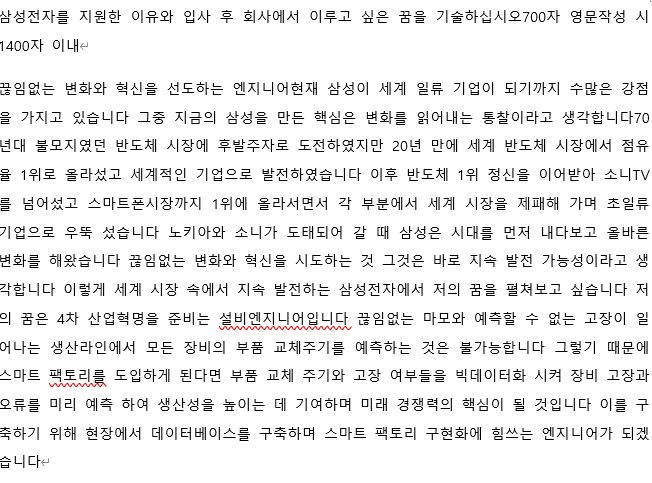 삼성전자를 지원한 이유와 입사 후 회사에서 이루고 싶은 꿈을 기술하십시오700자 영문작성 시
1400자 이내
끊임없는 변화와 혁신을 선도하는 엔지니어현재 삼성이 세계 일류 기업이 되기까지 수많은 강점
을 가지고 있습니다 그중 지금의 삼성을 만든 핵심은 변화를 읽어내는 통찰이라고 생각합니다70
년대 불모지였던 반도체 시장에 후발주자로 도전하였지만 20년 만에 세계 반도체 시장에서 점유
율 1위로 올라섰고 세계적인 기업으로 발전하였습니다 이후 반도체 1위 정신을 이어받아 소니TV
를 넘어섰고 스마트폰시장까지 1위에 올라서면서 각 부분에서 세계 시장을 제패해 가며 초일류
기업으로 우뚝 섰습니다 노키아와 소니가 도태되어 갈 때 삼성은 시대를 먼저 내다보고 올바른
변화를 해왔습니다 끊임없는 변화와 혁신을 시도하는 것 그것은 바로 지속 발전 가능성이라고 생
각합니다 이렇게 세계 시장 속에서 지속 발전하는 삼성전자에서 저의 꿈을 펼쳐보고 싶습니다 저
의 꿈은 4차 산업혁명을 준비는 설비엔지니어입니다 끊임없는 마모와 예측할 수 없는 고장이 일
어나는 생산라인에서 모든 장비의 부품 교체주기를 예측하는 것은 불가능합니다 그렇기 때문에
스마트 팩토리를 도입하게 된다면 부품 교체 주기와 고장 여부들을 빅데이터화 시켜 장비 고장과
오류를 미리 예측 하여 생산성을 높이는 데 기여하며 미래 경쟁력의 핵심이 될 것입니다 이를 구
축하기 위해 현장에서 데이터베이스를 구축하며 스마트 팩토리 구현화에 힘쓰는 엔지니어가 되겠
습니다